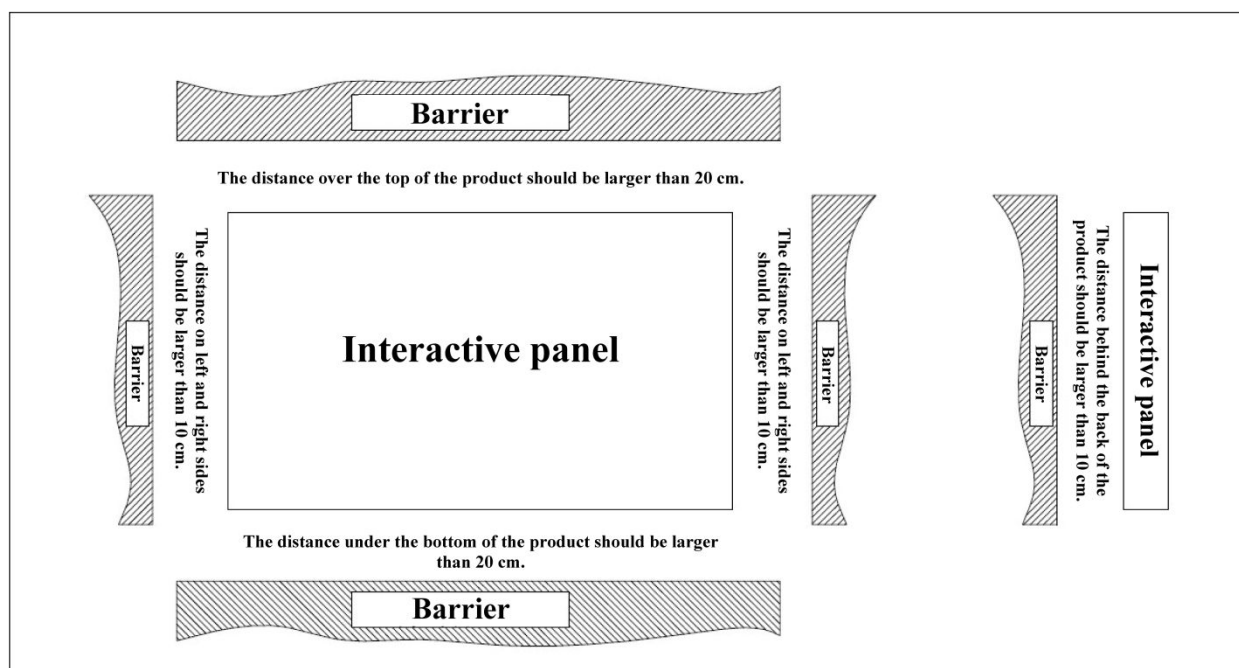 Barrier
The distance over the top of the product should be larger than 20 cm.
Barrier
The distance on left and right sides
should be larger than 10 cm.
Interactive panel
The distance on left and right sides
should be larger than 10 cm.
Barrier
Barrier
The distance behind the back of the
product should be larger than 10 cm.
Interactive panel
The distance under the bottom of the product should be larger
than 20 cm.
Barrier